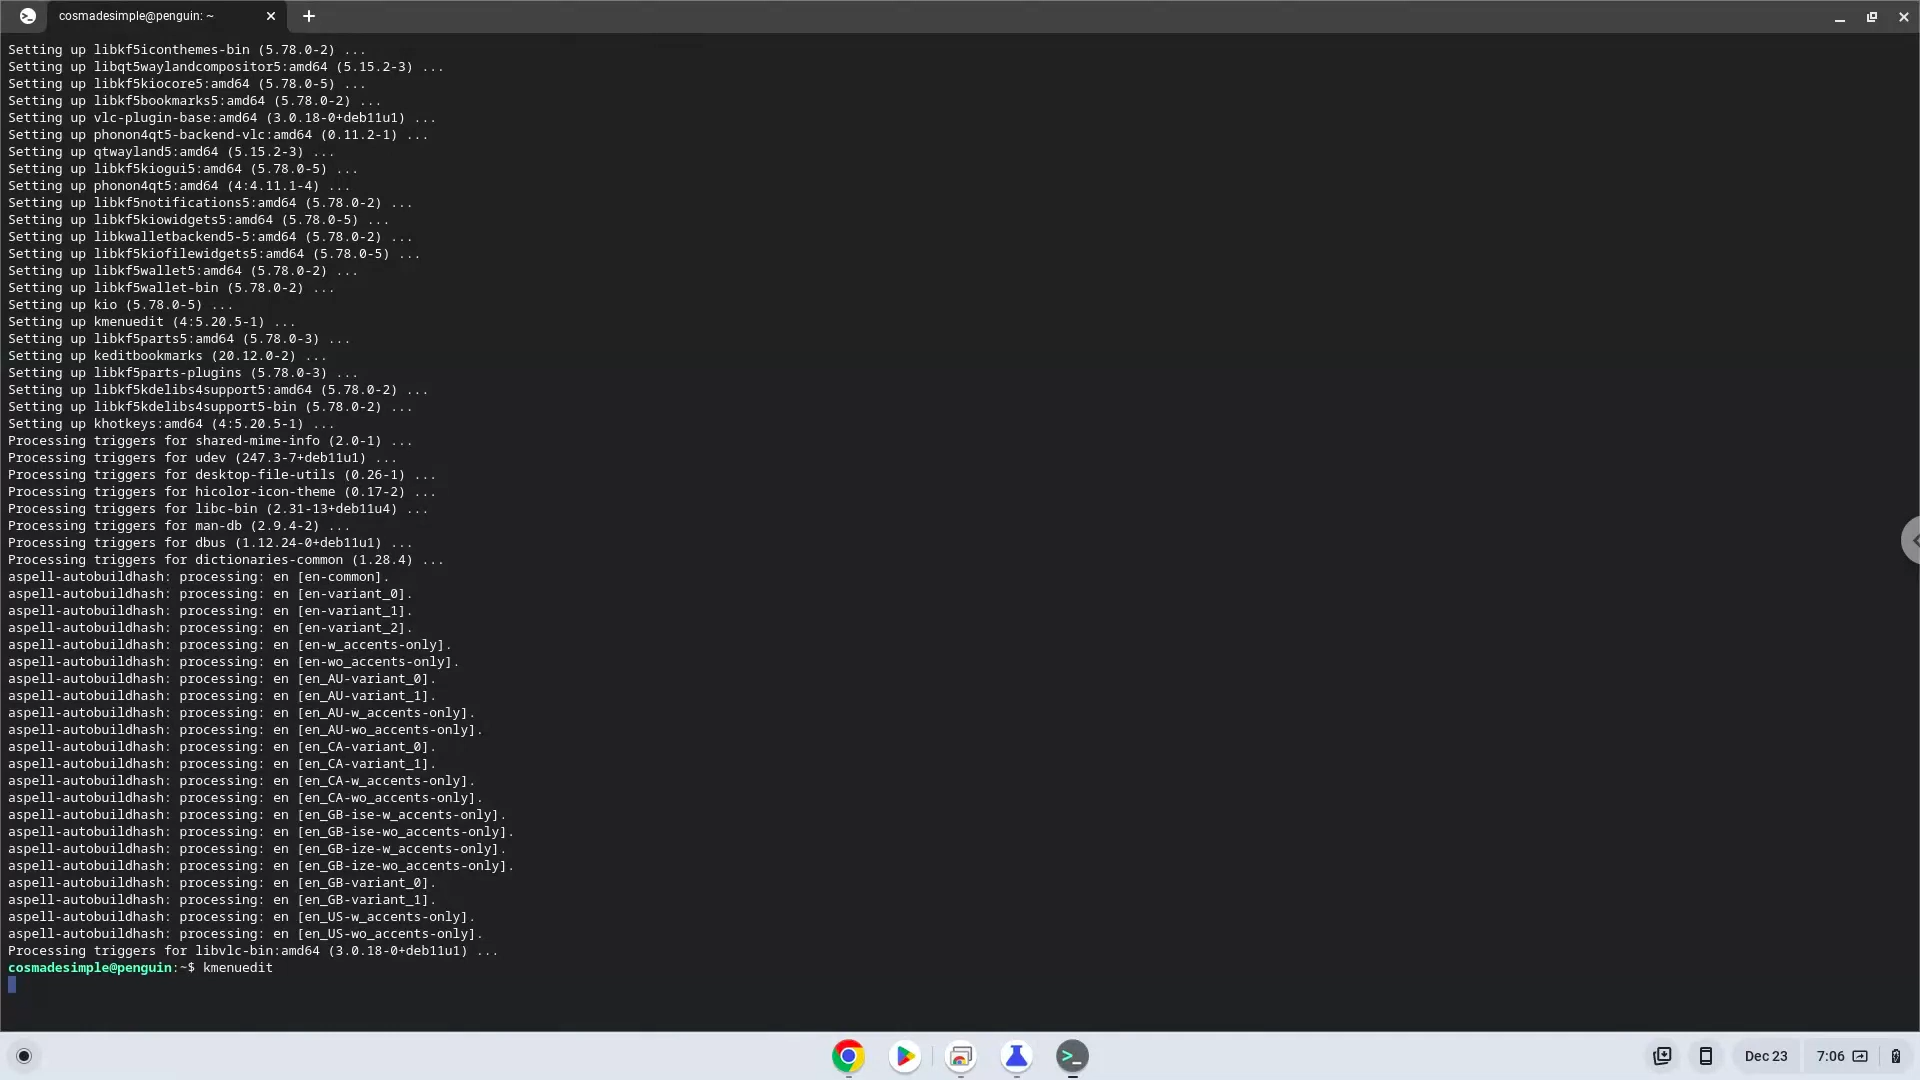 cosmadesimple@penguin: ~
Setting up libkf5iconthemes-bin (5.78.0-2) ...
Setting up libqt5waylandcompositor5:amd64 (5.15.2-3) ...
Setting up libkf5kiocore5:amd64 (5.78.0-5) ...
Setting up libkf5bookmarks5:amd64 (5.78.0-2) ...
Setting up vlc-plugin-base:amd64 (3.0.18-0+deb11u1) ...
Setting up phonon4qt5-backend-vlc:amd64 (0.11.2-1) ...
Setting up qtwayland5:amd64 (5.15.2-3) ...
Setting up libkf5kiogui5:amd64 (5.78.0-5) ...
Setting up phonon4qt5:amd64 (4:4.11.1-4) ...
Setting up libkf5notifications5:amd64 (5.78.0-2) ...
Setting up libkf5kiowidgets5:amd64 (5.78.0-5) ...
Setting up libkwalletbackend5-5:amd64 (5.78.0-2) ...
Setting up libkf5kiofilewidgets5:amd64 (5.78.0-5) ...
Setting up libkf5wallet5:amd64 (5.78.0-2) ...
Setting up libkf5wallet-bin (5.78.0-2) ...
Setting up kio (5.78.0-5) ...
Setting up kmenuedit (4:5.20.5-1) ...
Setting up libkf5parts5:amd64 (5.78.0-3) ...
Setting up keditbookmarks (20.12.0-2) ...
Setting up libkf5parts-plugins (5.78.0-3) ...
Setting up libkf5kdelibs4support5:amd64 (5.78.0-2) ...
Setting up libkf5kdelibs4support5-bin (5.78.0-2) ...
Setting up khotkeys:amd64 (4:5.20.5-1) ...
Processing triggers for shared-mime-info (2.0-1) ...
Processing triggers for udev (247.3-7+deb11u1) ...
Processing triggers for desktop-file-utils (0.26-1) ...
Processing triggers for hicolor-icon-theme (0.17-2) ...
Processing triggers for libc-bin (2.31-13+deb11u4) ...
Processing triggers for man-db (2.9.4-2) ...
Processing triggers for dbus (1.12.24-0+deb11u1) ...
Processing triggers for dictionaries-common (1.28.4) ...
aspell-autobuildhash: processing: en [en-common].
aspell-autobuildhash: processing: en [en-variant_0].
aspell-autobuildhash: processing: en [en-variant_1].
aspell-autobuildhash: processing: en [en-variant_2].
aspell-autobuildhash: processing: en [en-w_accents-only].
aspell-autobuildhash: processing: en [en-wo_accents-only].
aspell-autobuildhash: processing: en [en_AU-variant_0].
aspell-autobuildhash: processing: en [en_AU-variant_1].
aspell-autobuildhash: processing: en [en_AU-w_accents-only].
aspell-autobuildhash: processing: en [en_AU-wo_accents-only].
aspell-autobuildhash: processing: en [en_CA-variant_0].
aspell-autobuildhash: processing: en [en_CA-variant_1].
aspell-autobuildhash: processing: en [en_CA-w_accents-only].
aspell-autobuildhash: processing: en [en_CA-wo_accents-only].
aspell-autobuildhash: processing: en [en_GB-ise-w_accents-only].
aspell-autobuildhash: processing: en [en_GB-ise-wo_accents-only].
aspell-autobuildhash: processing: en [en_GB-ize-w_accents-only].
aspell-autobuildhash: processing: en [en_GB-ize-wo_accents-only].
aspell-autobuildhash: processing: en [en_GB-variant_0].
aspell-autobuildhash: processing: en [en_GB-variant_1].
aspell-autobuildhash: processing: en [en_US-w_accents-only].
aspell-autobuildhash: processing: en [en_US-wo_accents-only].
Processing triggers for libvlc-bin:amd64 (3.0.18-0+deb11u1) ...
cosmadesimple@penguin:~$ kmenuedit
Dec 23
7:06